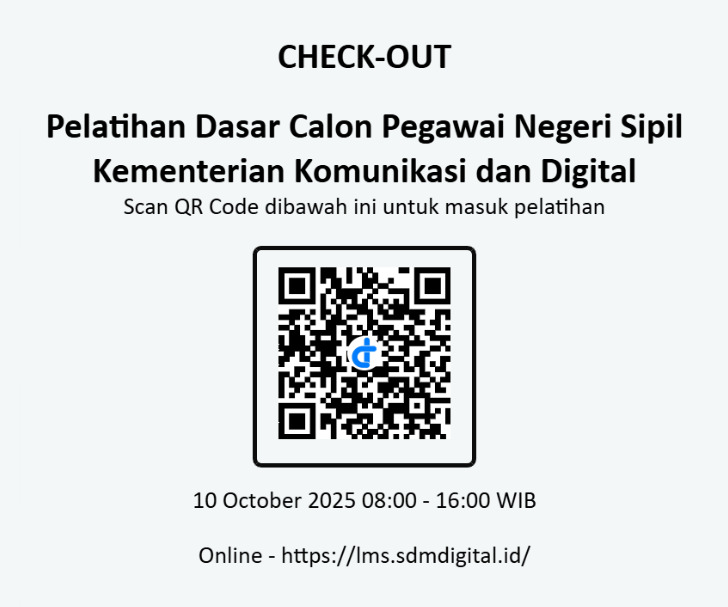 CHECK-OUT
Pelatihan Dasar Calon Pegawai Negeri Sipil
Kementerian Komunikasi dan Digital
Scan QR Code dibawah ini untuk masuk pelatihan
10 October 2025 08:00 - 16:00 WIB
Online - https://lms.sdmdigital.id/